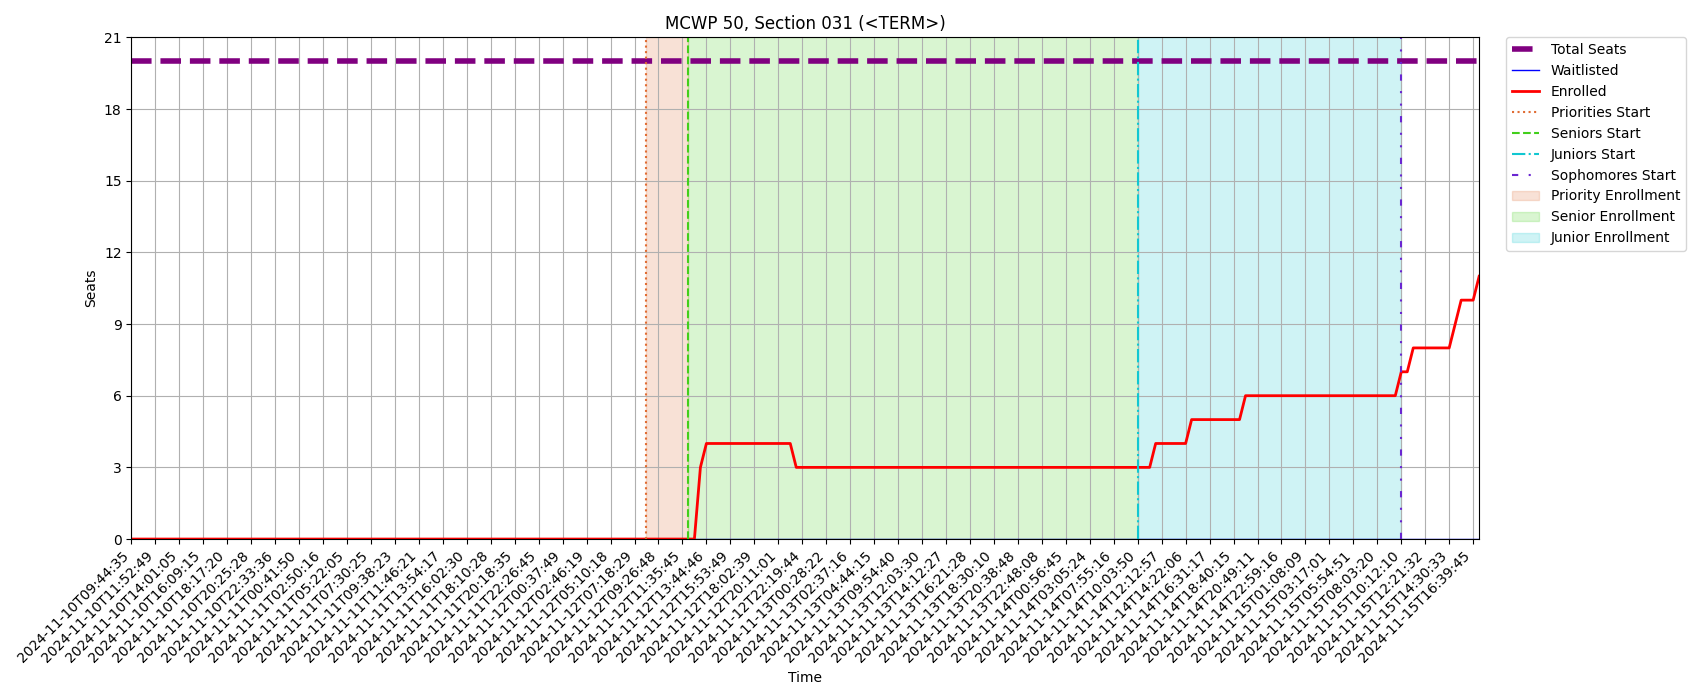 MCWP 50, Section 031 (<TERM>)
21
18
15
12
9
6
3
0
Seats
Total Seats
Waitlisted
Enrolled
Priorities Start
Seniors Start
Juniors Start
Sophomores Start
Priority Enrollment
Senior Enrollment
Junior Enrollment
2024-11-10T09:44:35
2024-11-10T11:52:49
2024-11-10T14:01:05
2024-11-10T16:09:15
2024-11-10T18:17:20
2024-11-10T20:25:28
2024-11-10T22:33:36
2024-11-11T00:41:50
2024-11-11T02:50:16
2024-11-11T05:22:05
2024-11-11T07:30:25
2024-11-11T09:38:23
2024-11-11T11:46:21
2024-11-11T13:54:17
2024-11-11T16:02:30
2024-11-11T18:10:28
2024-11-11T20:18:35
2024-11-11T22:26:45
2024-11-12T00:37:49
2024-11-12T02:46:19
2024-11-12T05:10:18
2024-11-12T07:18:29
2024-11-12T09:26:48
2024-11-12T11:35:45
2024-11-12T13:44:46
2024-11-12T15:53:49
2024-11-12T18:02:39
2024-11-12T20:11:01
2024-11-12T22:19:44
2024-11-13T00:28:22
2024-11-13T02:37:16
2024-11-13T04:44:15
2024-11-13T09:54:40
2024-11-13T12:03:30
2024-11-13T14:12:27
2024-11-13T16:21:28
2024-11-13T18:30:10
2024-11-13T20:38:48
2024-11-13T22:48:08
2024-11-14T00:56:45
2024-11-14T03:05:24
2024-11-14T07:55:16
2024-11-14T10:03:50
2024-11-14T12:12:57
2024-11-14T14:22:06
2024-11-14T16:31:17
2024-11-14T18:40:15
2024-11-14T20:49:11
2024-11-14T22:59:16
2024-11-15T01:08:09
2024-11-15T03:17:01
2024-11-15T05:54:51
2024-11-15T08:03:20
2024-11-15T10:12:10
2024-11-15T12:21:32
2024-11-15T14:30:33
2024-11-15T16:39:45
Time